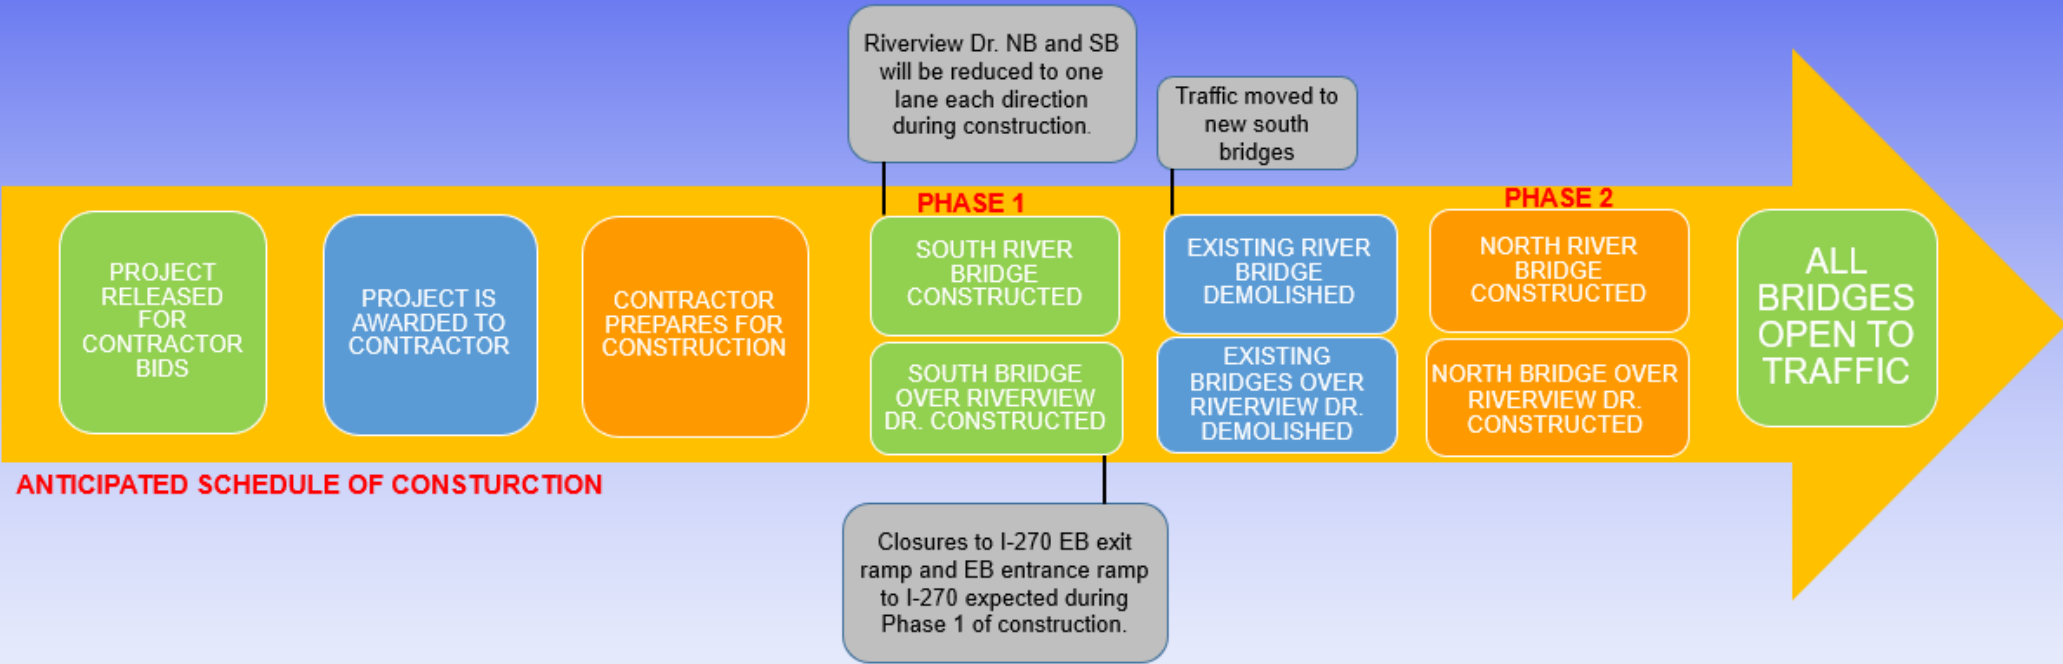 Riverview Dr. NB and SB
will be reduced to one
lane each direction
during construction.
Traffic moved to
new south
bridges
PROJECT
RELEASED
FOR
CONTRACTOR
BIDS
PROJECT IS
AWARDED TO
CONTRACTOR
CONTRACTOR
PREPARES FOR
CONSTRUCTION
PHASE 1
SOUTH RIVER
BRIDGE
CONSTRUCTED
SOUTH BRIDGE
OVER RIVERVIEW
DR. CONSTRUCTED
EXISTING RIVER
BRIDGE
DEMOLISHED
EXISTING
BRIDGES OVER
RIVERVIEW DR.
DEMOLISHED
PHASE 2
NORTH RIVER
BRIDGE
CONSTRUCTED
NORTH BRIDGE OVER
RIVERVIEW DR.
CONSTRUCTED
ALL
BRIDGES
OPEN TO
TRAFFIC
ANTICIPATED SCHEDULE OF CONSTURCTION
Closures to I-270 EB exit
ramp and EB entrance ramp
to I-270 expected during
Phase 1 of construction.